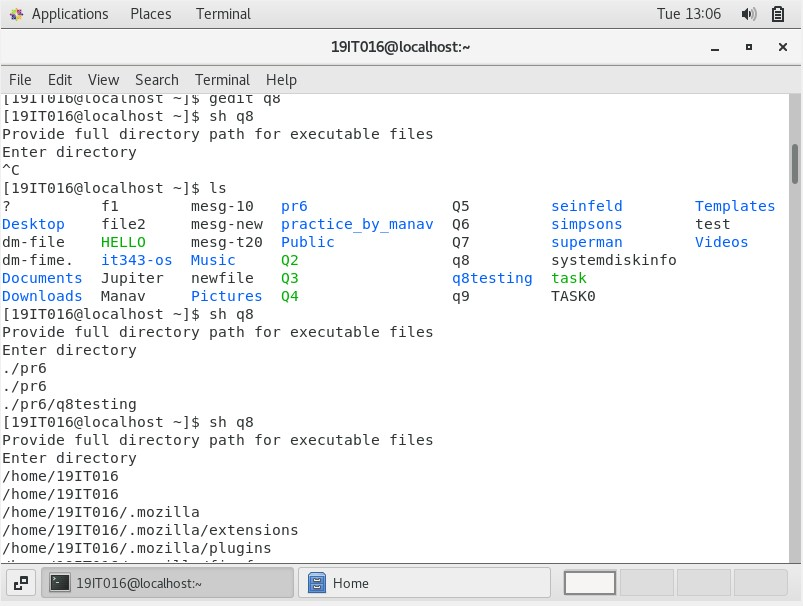 Applications Places Terminal Tue 13:06
19IT016@localhost:~
File Edit View Search Terminal Help
[19IT016@localhost ~]$ gedit q8
[19IT016@localhost ~]$ sh q8
Provide full directory path for executable files
Enter directory
^C
[19IT016@localhost ~]$ ls
? f1 mesg-10 pr6 Q5 seinfeld Templates
Desktop file2 mesg-new practice_by_manav Q6 simpsons test
dm-file HELLO mesg-t20 Public Q7 superman Videos
dm-fime. it343-os Music Q2 q8 systemdiskinfo
Documents Jupiter newfile Q3 q8testing task
Downloads Manav Pictures Q4 q9 TASK0
[19IT016@localhost ~]$ sh q8
Provide full directory path for executable files
Enter directory
./pr6
./pr6
./pr6/q8testing
[19IT016@localhost ~]$ sh q8
Provide full directory path for executable files
Enter directory
/home/19IT016
/home/19IT016
/home/19IT016/.mozilla
/home/19IT016/.mozilla/extensions
/home/19IT016/.mozilla/plugins
19IT016@localhost:~ Home